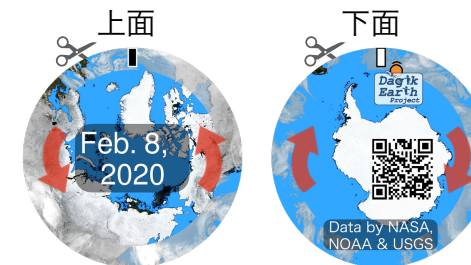 上面
下面
Feb. 8,
2020
Dagik
Earth
Project
Data by NASA,
NOAA & USGS